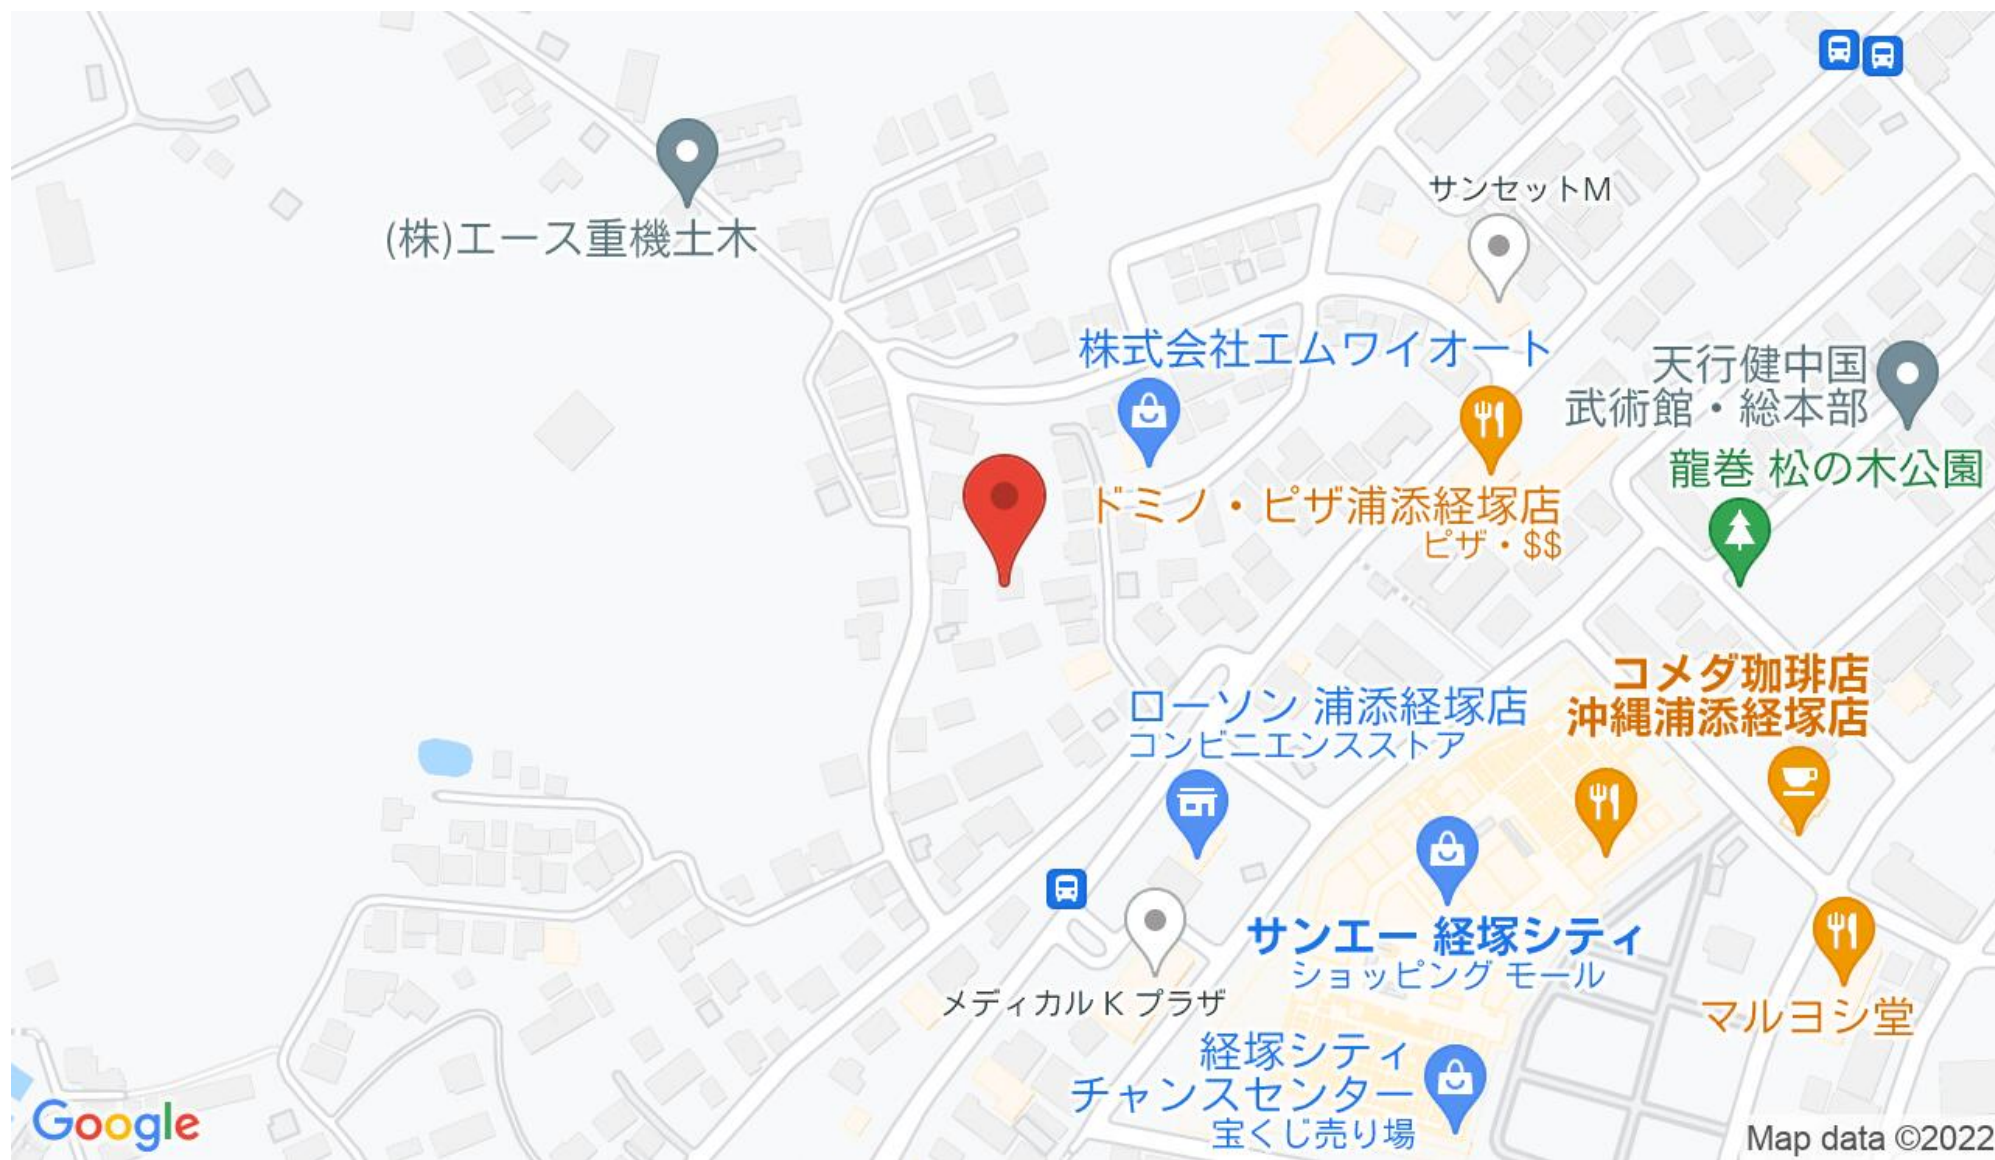 サンセットM
(株)エース重機土木
株式会社エムワイオート
天行健中国
武術館・総本部
龍巻 松の木公園
ドミノ・ピザ浦添経塚店
ピザ・$$
コメダ珈琲店
沖縄浦添経塚店
ローソン 浦添経塚店
コンビニエンスストア
サンエー 経塚シティ
ショッピング モール
メディカルKプラザ
マルヨシ堂
経塚シティ
チャンスセンター
宝くじ売り場
Google
Map data ©2022